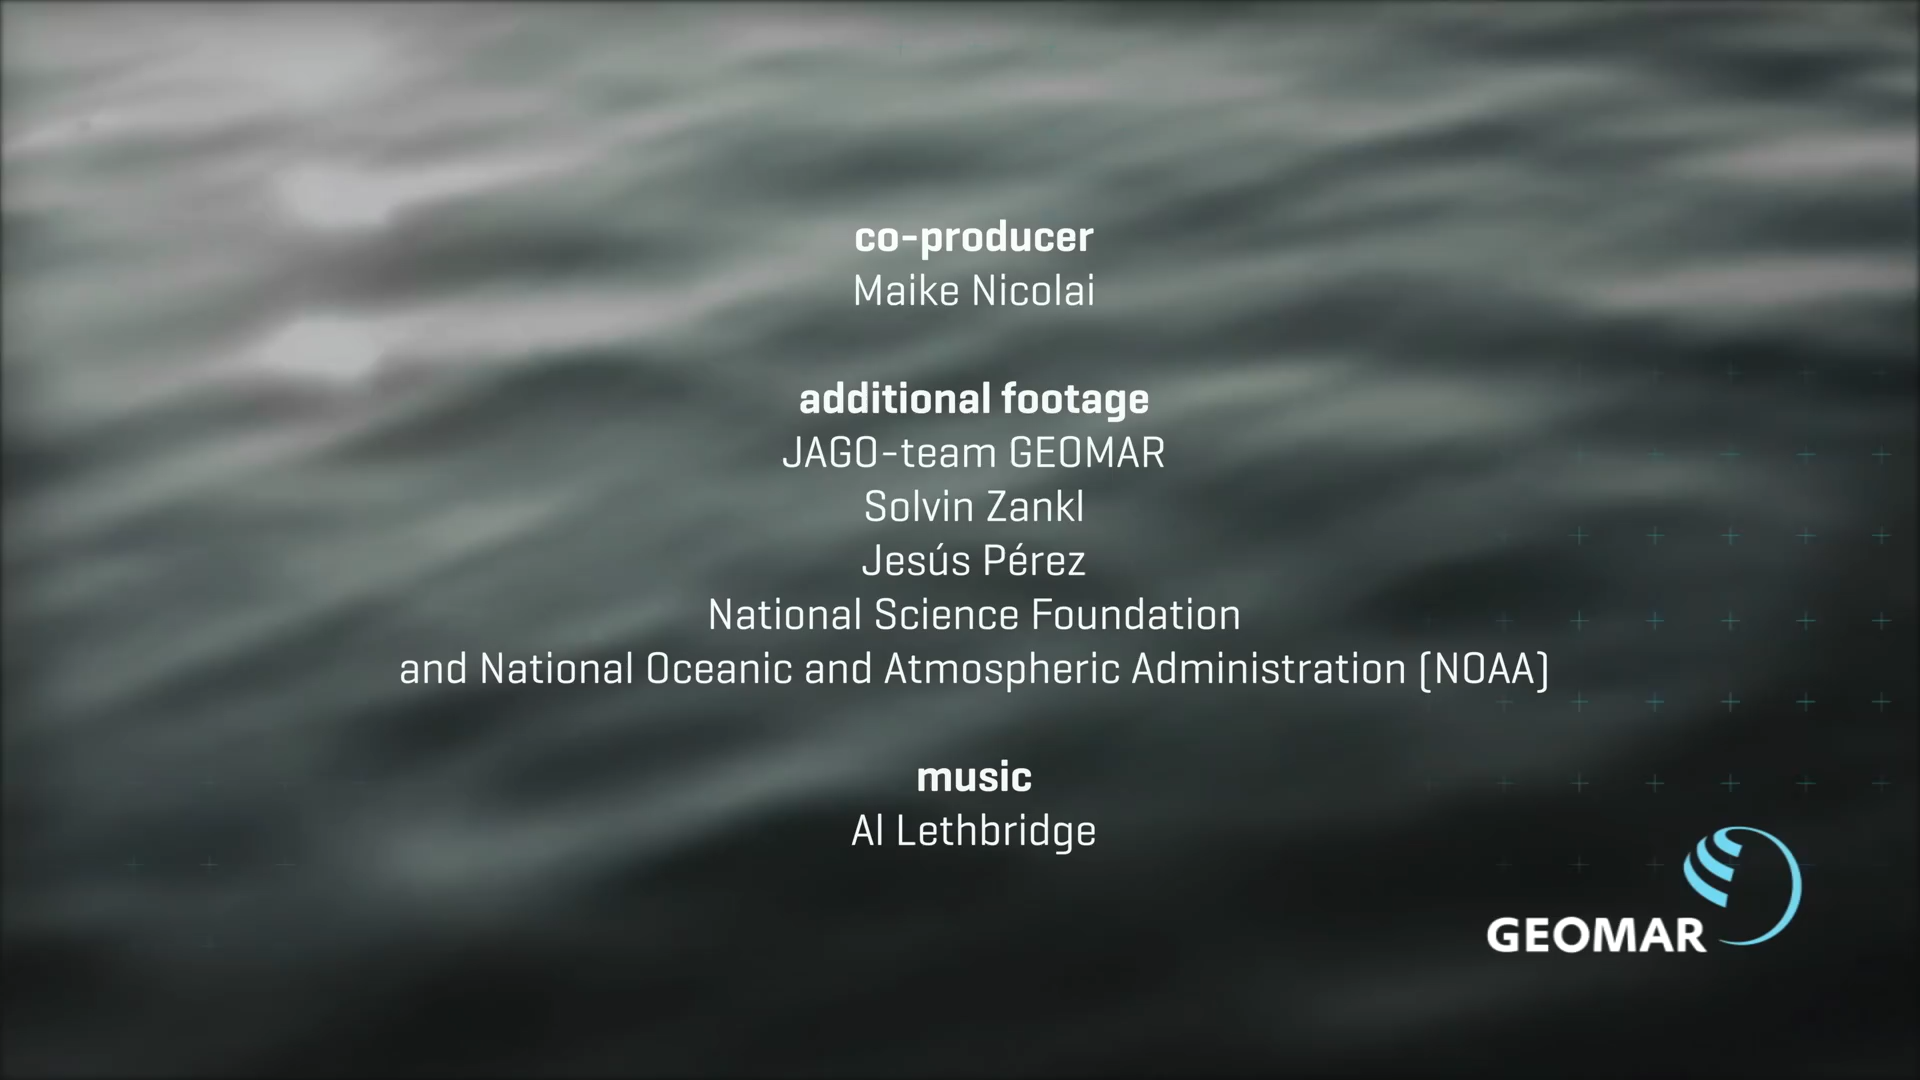 co-producer
Maike Nicolai
additional footage
JAGO-team GEOMAR
Solvin Zankl
Jesús Pérez
National Science Foundation
and National Oceanic and Atmospheric Administration (NOAA)
music
Al Lethbridge
GEOMAR